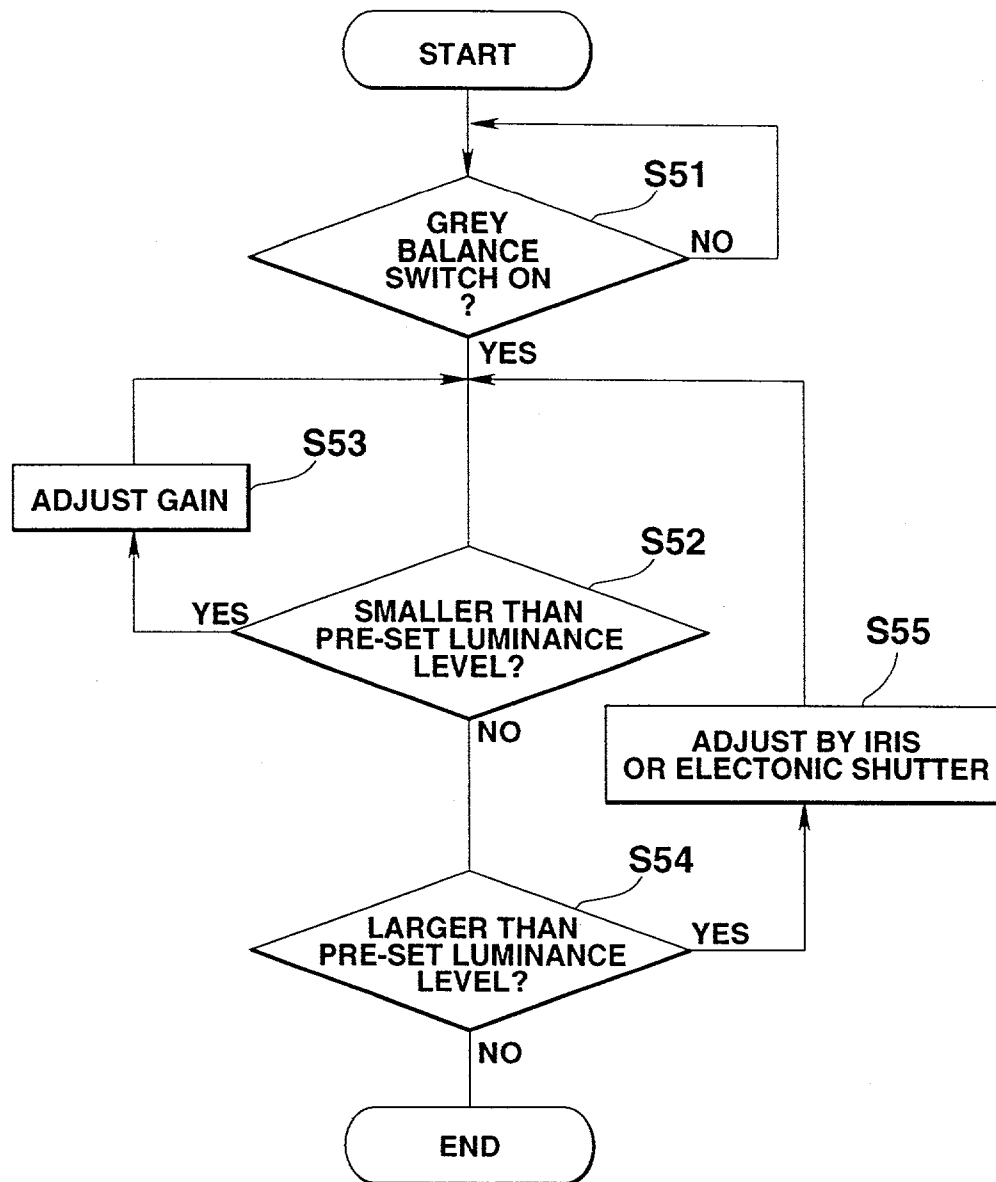 START
S51
GREY
BALANCE
SWITCH ON
?
NO
YES
S53
ADJUST GAIN
S52
YES
SMALLER THAN
PRE-SET LUMINANCE
LEVEL?
NO
S55
ADJUST BY IRIS
OR ELECTONIC SHUTTER
S54
LARGER THAN
PRE-SET LUMINANCE
LEVEL?
YES
NO
END